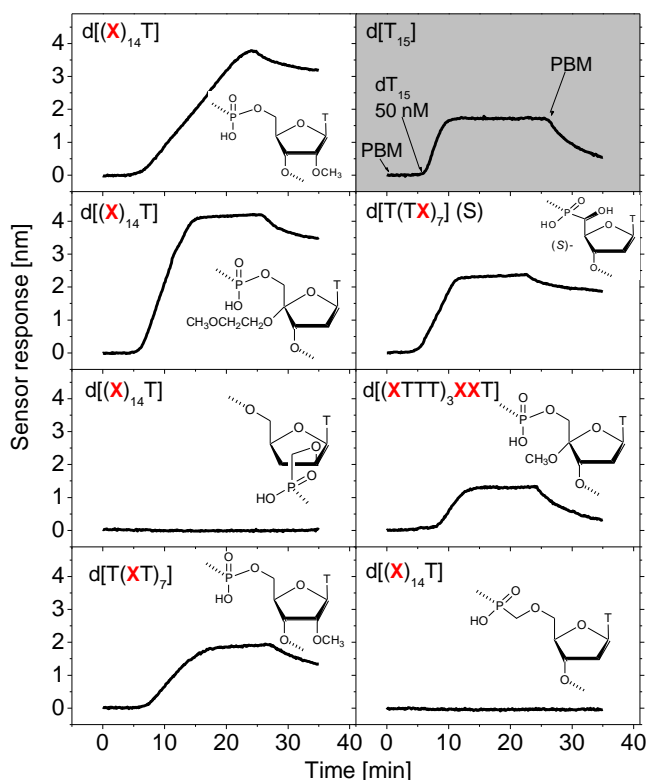 d[(X)₁₄T]
4
3
2
1
0
P
O
O
HO
O
T
O
OCH₃
d[T₁₅]
dT₁₅
50 nM
PBM
PBM
d[(X)₁₄T]
4
3
2
1
0
O
P
O
HO
O
T
CH₃OCH₂CH₂O
O
d[T(TX)₇] (S)
O
P
OH
HO
O
T
(S)-
O
d[(X)₁₄T]
4
3
2
1
0
O
T
O
O
P
O
HO
d[(XTTT)₃XXT]
O
P
O
HO
O
T
CH₃O
O
d[T(XT)₇]
4
3
2
1
0
O
P
O
HO
O
T
O
OCH₃
d[(X)₁₄T]
O
P
O
HO
O
T
O
0 10 20 30 40 0 10 20 30 40
Time [min]
Sensor response [nm]